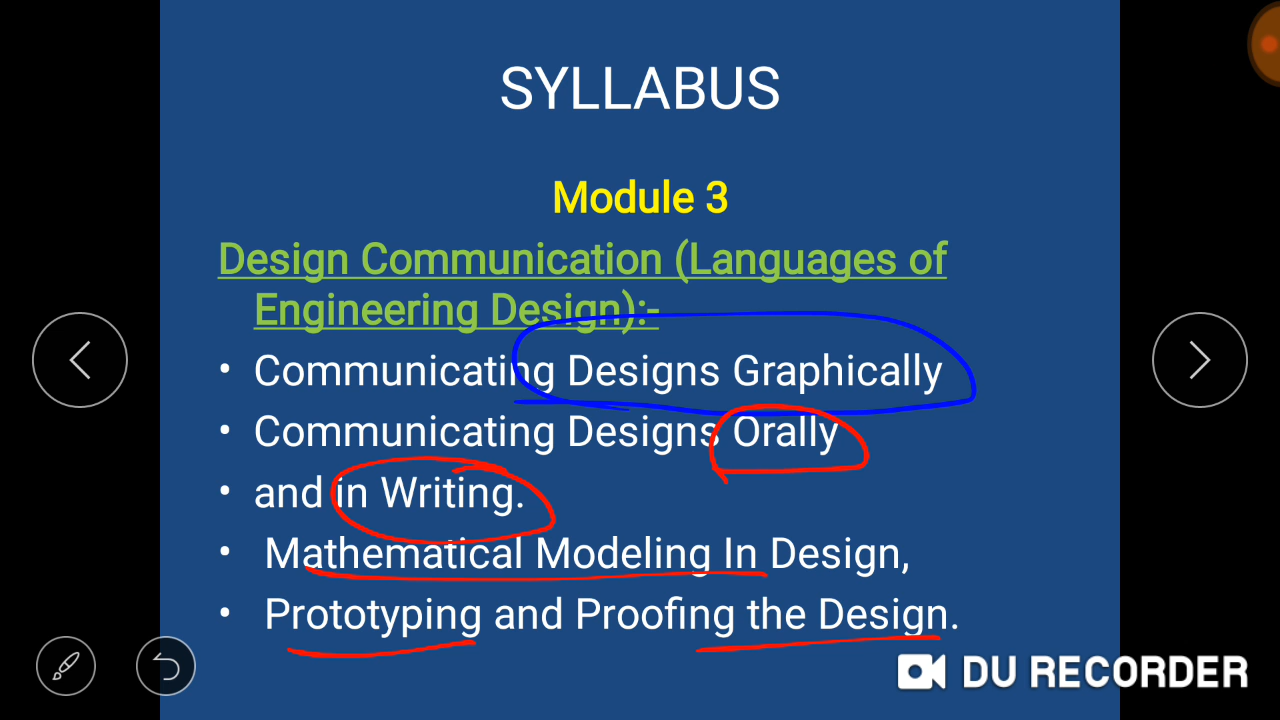 SYLLABUS
Module 3
Design Communication (Languages of
Engineering Design):-
• Communicating Designs Graphically
• Communicating Designs Orally
• and in Writing.
• Mathematical Modeling In Design,
• Prototyping and Proofing the Design.
DU RECORDER